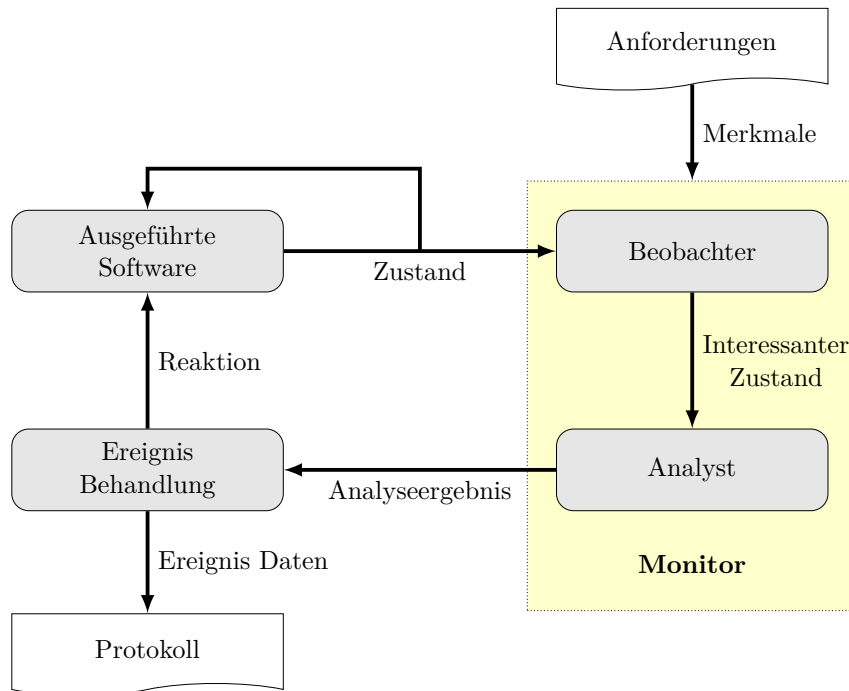 Anforderungen
Merkmale
Ausgeführte
Software
Zustand
Beobachter
Reaktion
Interessanter
Zustand
Ereignis
Behandlung
Analyseergebnis
Analyst
Ereignis Daten
Monitor
Protokoll